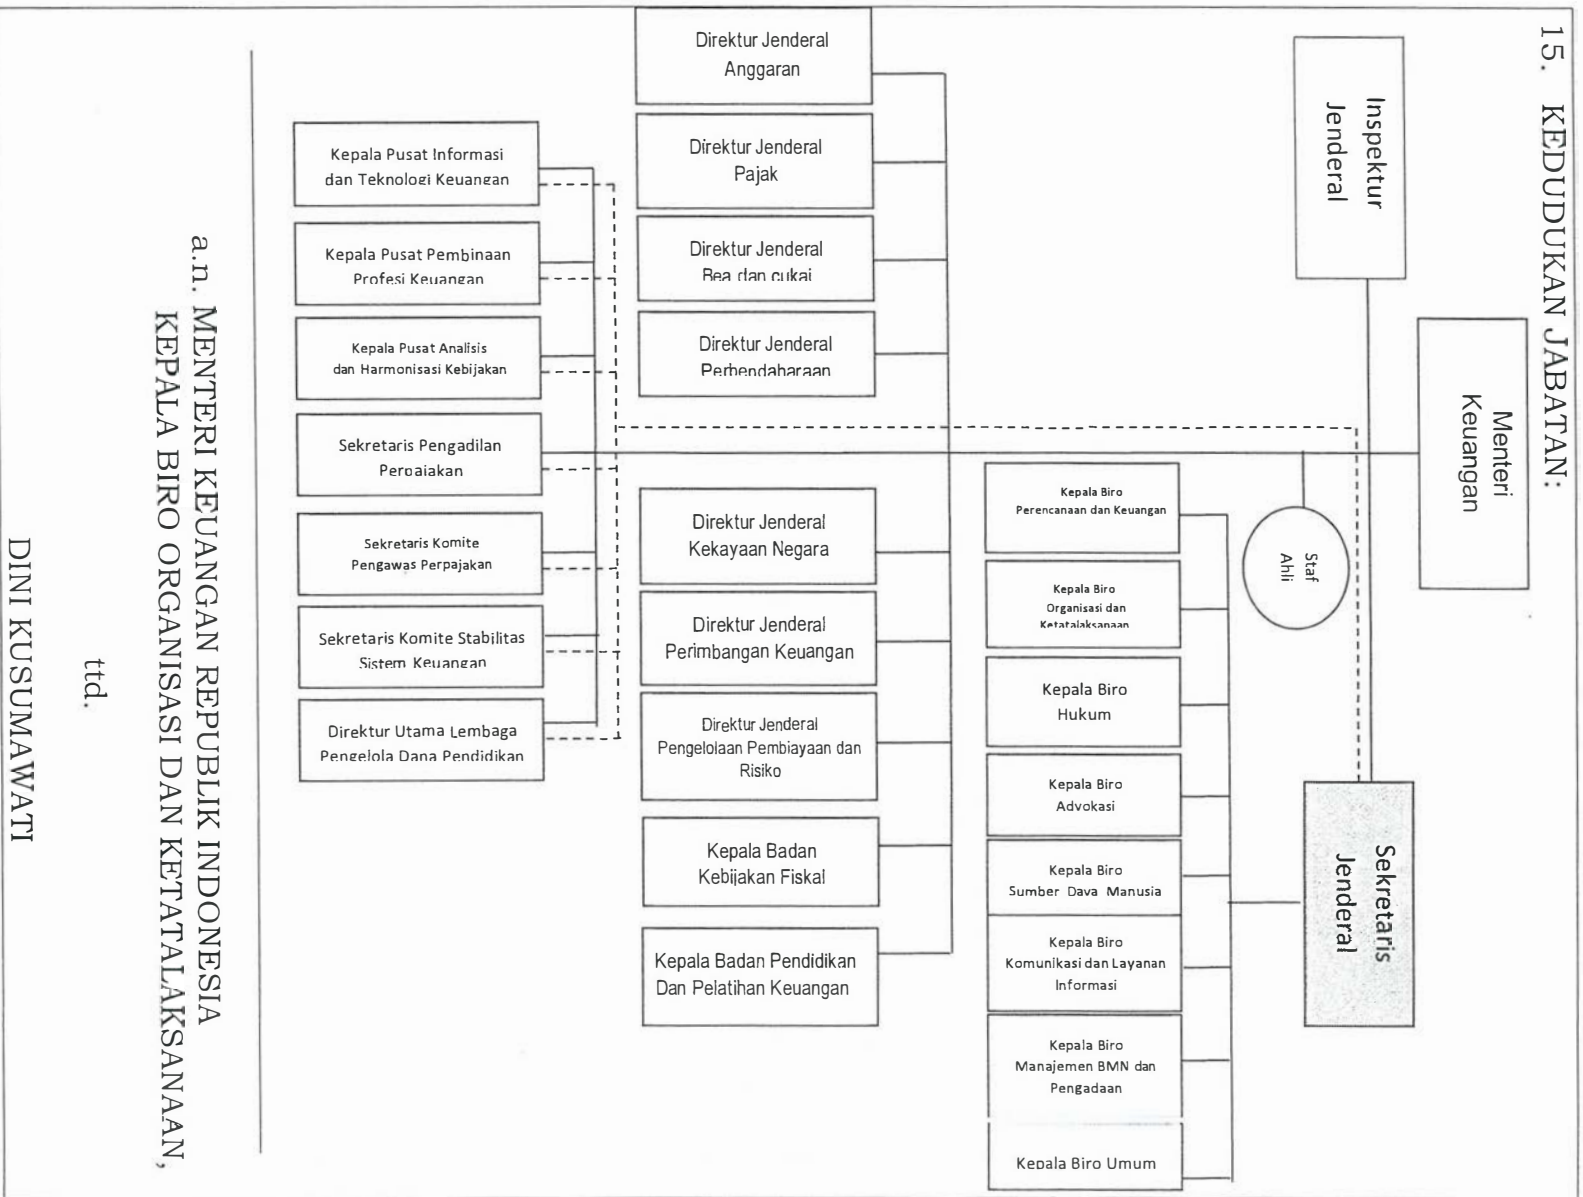 15. KEDUDUKAN JABATAN:
Menteri
Keuangan
Inspektur
Jenderal
Sekretaris
Jenderal
Staf
Ahli
Kepala Biro
Perencanaan dan Keuangan
Kepala Biro
Organisasi dan
Ketatalaksanaan
Kepala Biro
Hukum
Kepala Biro
Advokasi
Kepala Biro
Sumber Daya Manusia
Kepala Biro
Komunikasi dan Layanan
Informasi
Kepala Biro
Manajemen BMN dan
Pengadaan
Kepala Biro Umum
Direktur Jenderal
Anggaran
Direktur Jenderal
Pajak
Direktur Jenderal
Bea dan cukai
Direktur Jenderal
Perbendaharaan
Direktur Jenderal
Kekayaan Negara
Direktur Jenderal
Perimbangan Keuangan
Direktur Jenderal
Pengelolaan Pembiayaan dan
Risiko
Kepala Badan
Kebijakan Fiskal
Kepala Badan Pendidikan
Dan Pelatihan Keuangan
Kepala Pusat Informasi
dan Teknologi Keuangan
Kepala Pusat Pembinaan
Profesi Keuangan
Kepala Pusat Analisis
dan Harmonisasi Kebijakan
Sekretaris Pengadilan
Perpajakan
Sekretaris Komite
Pengawas Perpajakan
Sekretaris Komite Stabilitas
Sistem Keuangan
Direktur Utama Lembaga
Pengelola Dana Pendidikan
a.n. MENTERI KEUANGAN REPUBLIK INDONESIA
KEPALA BIRO ORGANISASI DAN KETATALAKSANAAN,
ttd.
DINI KUSUMAWATI